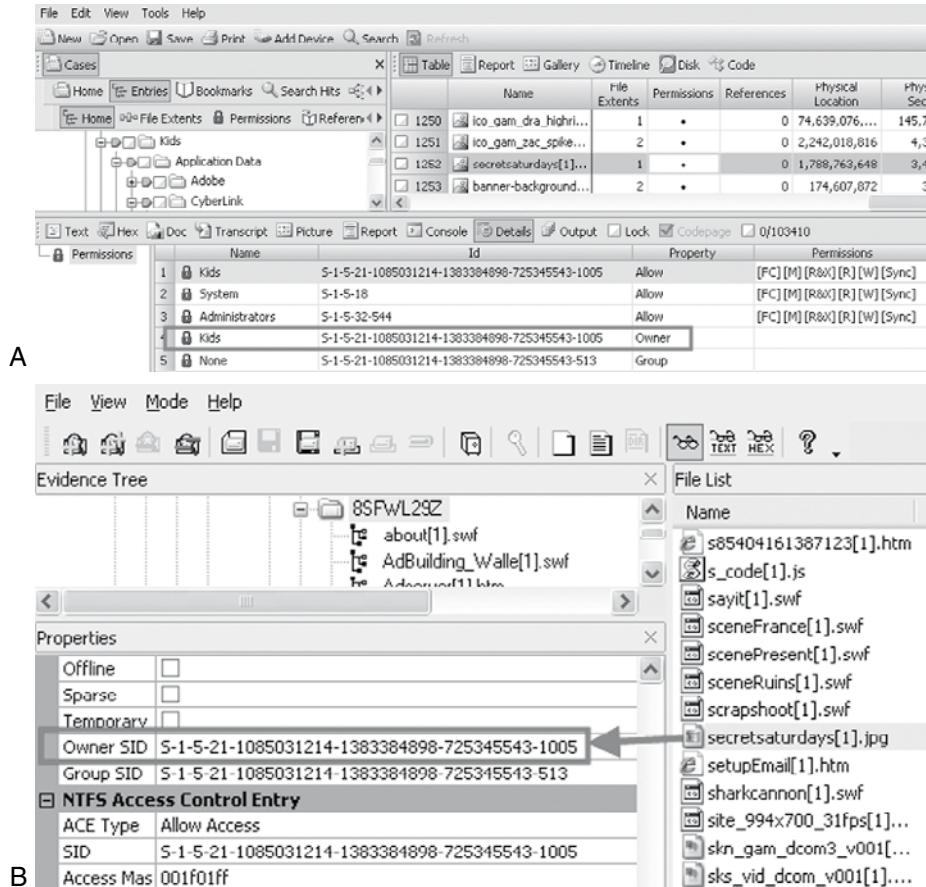 File Edit View Tools Help
New Open Save Print Add Device Search Refresh
Cases
Table Report Gallery Timeline Disk Code
Home Entries Bookmarks Search Hits
Home File Extents Permissions Referen
Name File Extents Permissions References Physical Location
Kids
Application Data
Adobe
CyberLink
1250 ico_gam_dra_highri... 1 • 0 74,639,076,... 145,7
1251 ico_gam_zac_spike... 2 • 0 2,242,018,816 4,3
1252 secretsaturdays[1]... 1 • 0 1,788,763,648 3,4
1253 banner-background... 2 • 0 174,607,872 3
Text Hex Doc Transcript Picture Report Console Details Output Lock Codepage 0/103410
Permissions
Name Id Property Permissions
1 Kids S-1-5-21-1085031214-1383384898-725345543-1005 Allow [FC][M][R&X][R][W][Sync]
2 System S-1-5-18 Allow [FC][M][R&X][R][W][Sync]
3 Administrators S-1-5-32-544 Allow [FC][M][R&X][R][W][Sync]
4 Kids S-1-5-21-1085031214-1383384898-725345543-1005 Owner
5 None S-1-5-21-1085031214-1383384898-725345543-513 Group
A
File View Mode Help
TEXT HEX
Evidence Tree
8SFWL29Z
about[1].swf
AdBuilding_Walle[1].swf
Properties
Offline
Sparse
Temporary
Owner SID S-1-5-21-1085031214-1383384898-725345543-1005
Group SID S-1-5-21-1085031214-1383384898-725345543-513
NTFS Access Control Entry
ACE Type Allow Access
SID S-1-5-21-1085031214-1383384898-725345543-1005
Access Mas 001f01ff
File List
Name
s85404161387123[1].htm
s_code[1].js
sayit[1].swf
sceneFrance[1].swf
scenePresent[1].swf
sceneRuins[1].swf
scrapshoot[1].swf
secretsaturdays[1].jpg
setupEmail[1].htm
sharkcannon[1].swf
site_994x700_31fps[1]...
skn_gam_dcom3_v001[...
sks_vid_dcom_v001[1]....
B